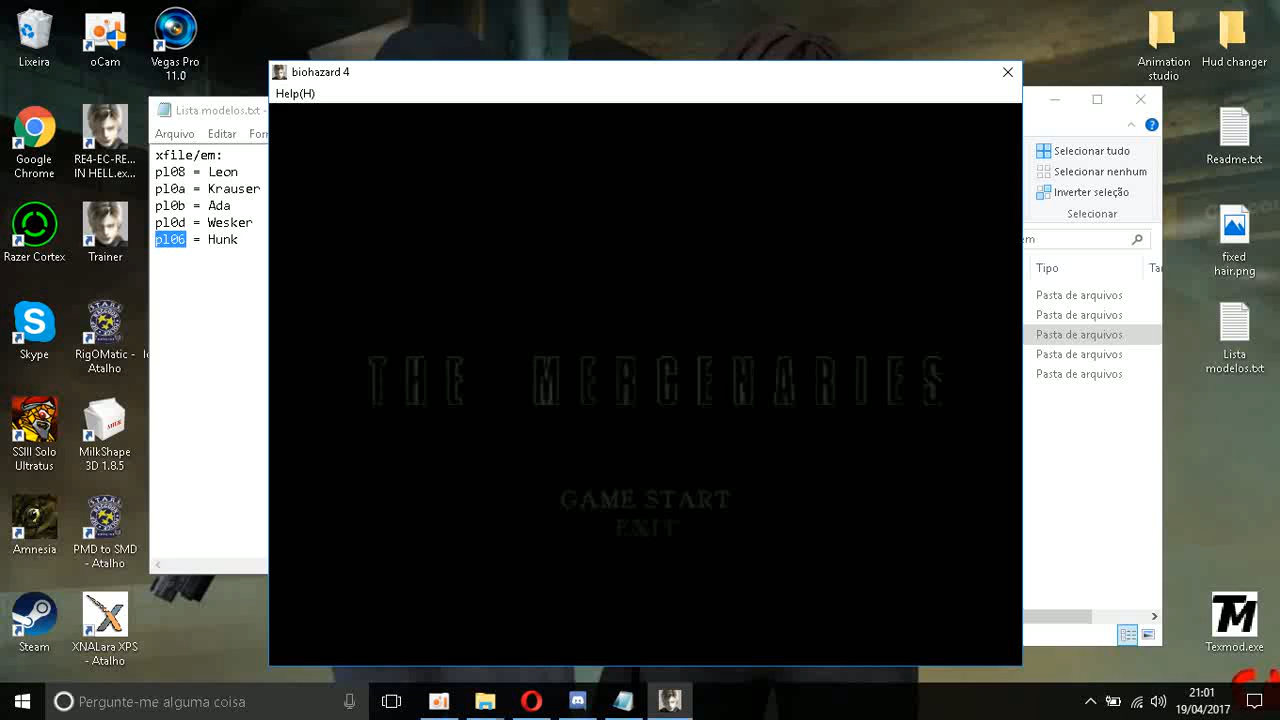 Lixeira
oCam
Vegas Pro
11.0
Google
Chrome
RE4-EC-RE...
IN HELL.ex...
Razer Cortex
Trainer
Skype
RigOMatic -
Atalho
SSIII Solo
Ultratus
MilkShape
3D 1.8.5
MILK
Amnesia
PMD to SMD
- Atalho
Steam
XNALara XPS
- Atalho
Lista modelos.txt -
Arquivo Editar
xfile/em:
pl08 = Leon
pl0a = Krauser
pl0b = Ada
pl0d = Wesker
pl06 = Hunk
biohazard 4
Help(H)
THE MERCENARIES
GAME START
EXIT
Selecionar tudo
Selecionar nenhum
Inverter seleção
Selecionar
em
Tipo
Pasta de arquivos
Pasta de arquivos
Pasta de arquivos
Pasta de arquivos
Pasta de arquivos
Animation
studio
Hud changer
Readme.txt
fixed
hair.png
Lista
modelos.txt
TM
Texmod.exe
Pergunte-me alguma coisa
21:01
19/04/2017